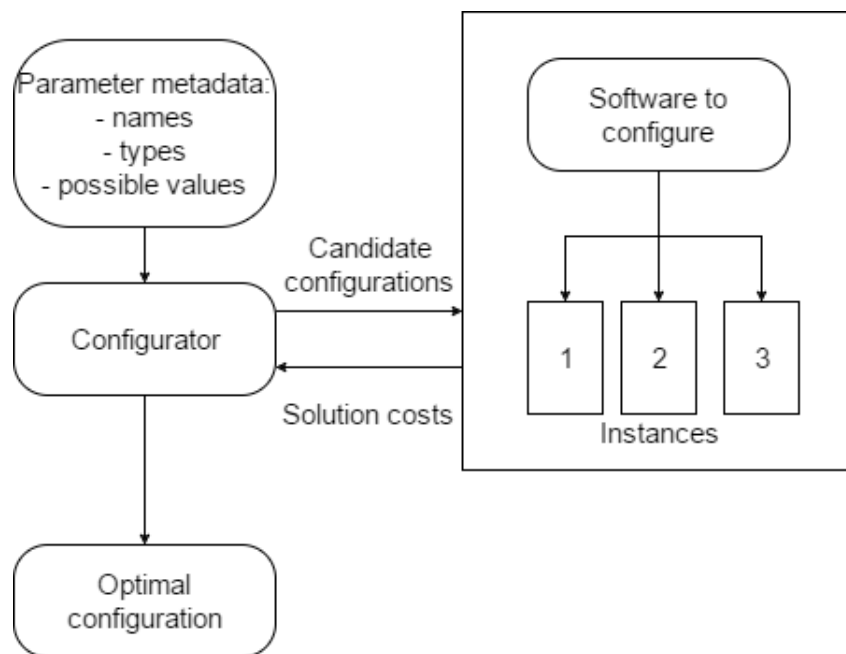 Parameter metadata:
- names
- types
- possible values
Software to
configure
Candidate
configurations
Configurator
1
2
3
Solution costs
Instances
Optimal
configuration